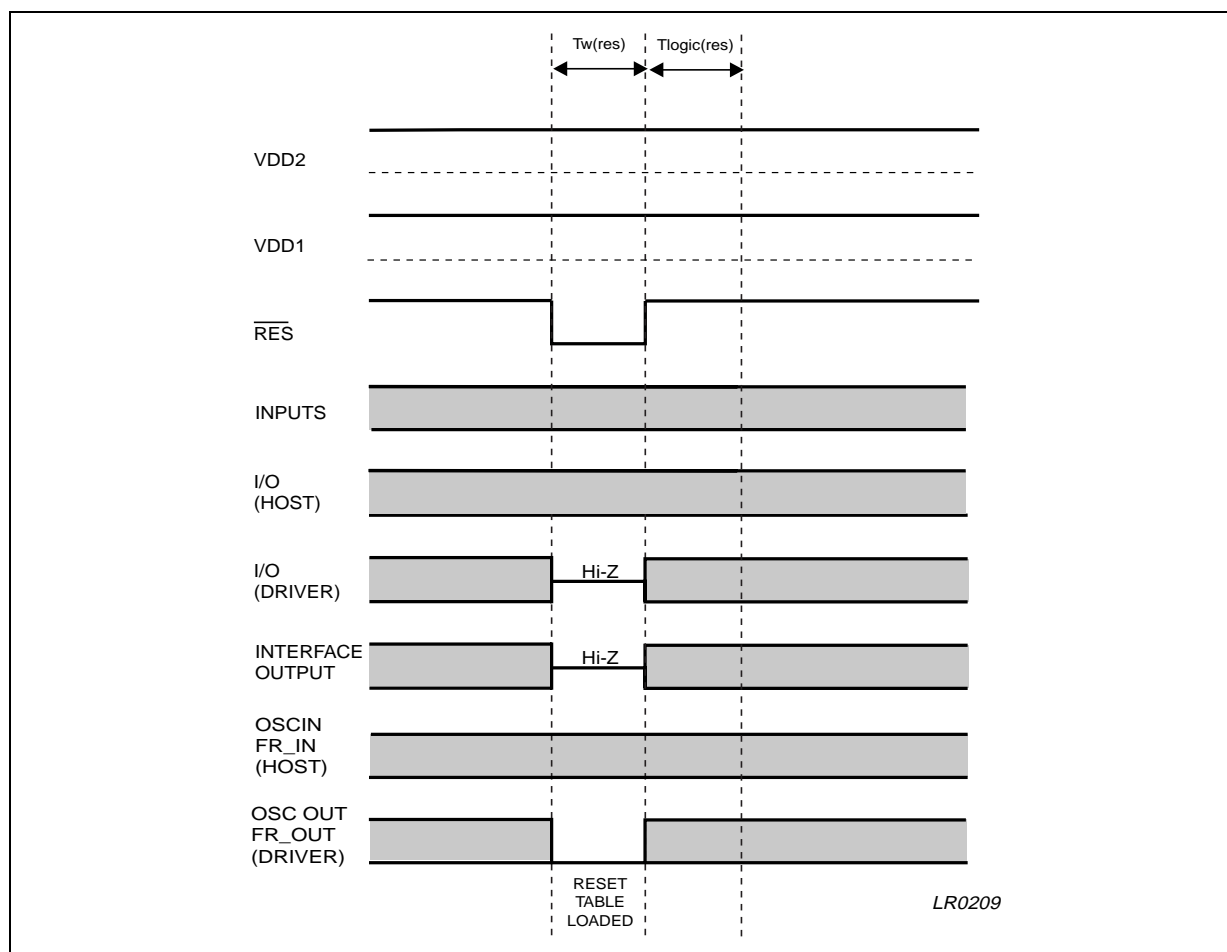 Tw(res) Tlogic(res)
VDD2
VDD1
RES
INPUTS
I/O
(HOST)
I/O
(DRIVER)
Hi-Z
INTERFACE
OUTPUT
Hi-Z
OSCIN
FR_IN
(HOST)
OSC OUT
FR_OUT
(DRIVER)
RESET
TABLE
LOADED
LR0209